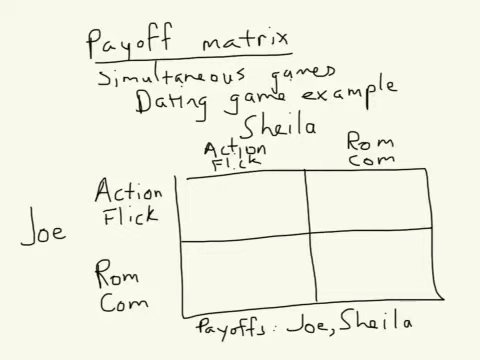 Payoff matrix
Simultaneous games
Dating game example
Sheila
Action Flick
Rom Com
Action Flick
Joe
Rom Com
Payoffs: Joe, Sheila